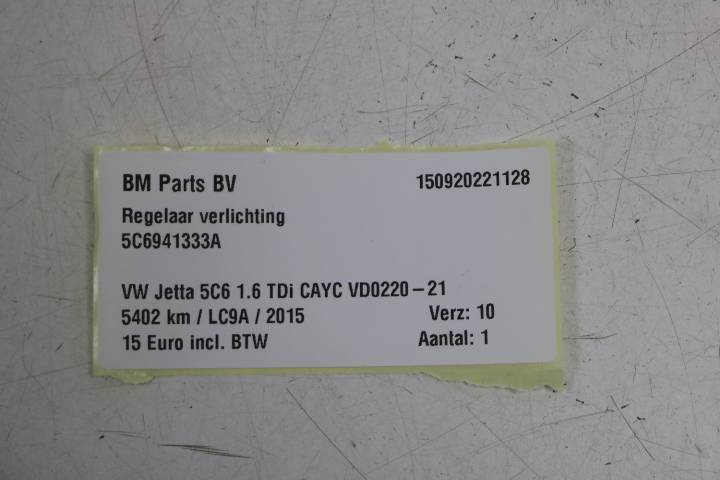 BM Parts BV 150920221128
Regelaar verlichting
5C6941333A
VW Jetta 5C6 1.6 TDi CAYC VD0220-21
5402 km / LC9A / 2015 Verz: 10
15 Euro incl. BTW Aantal: 1